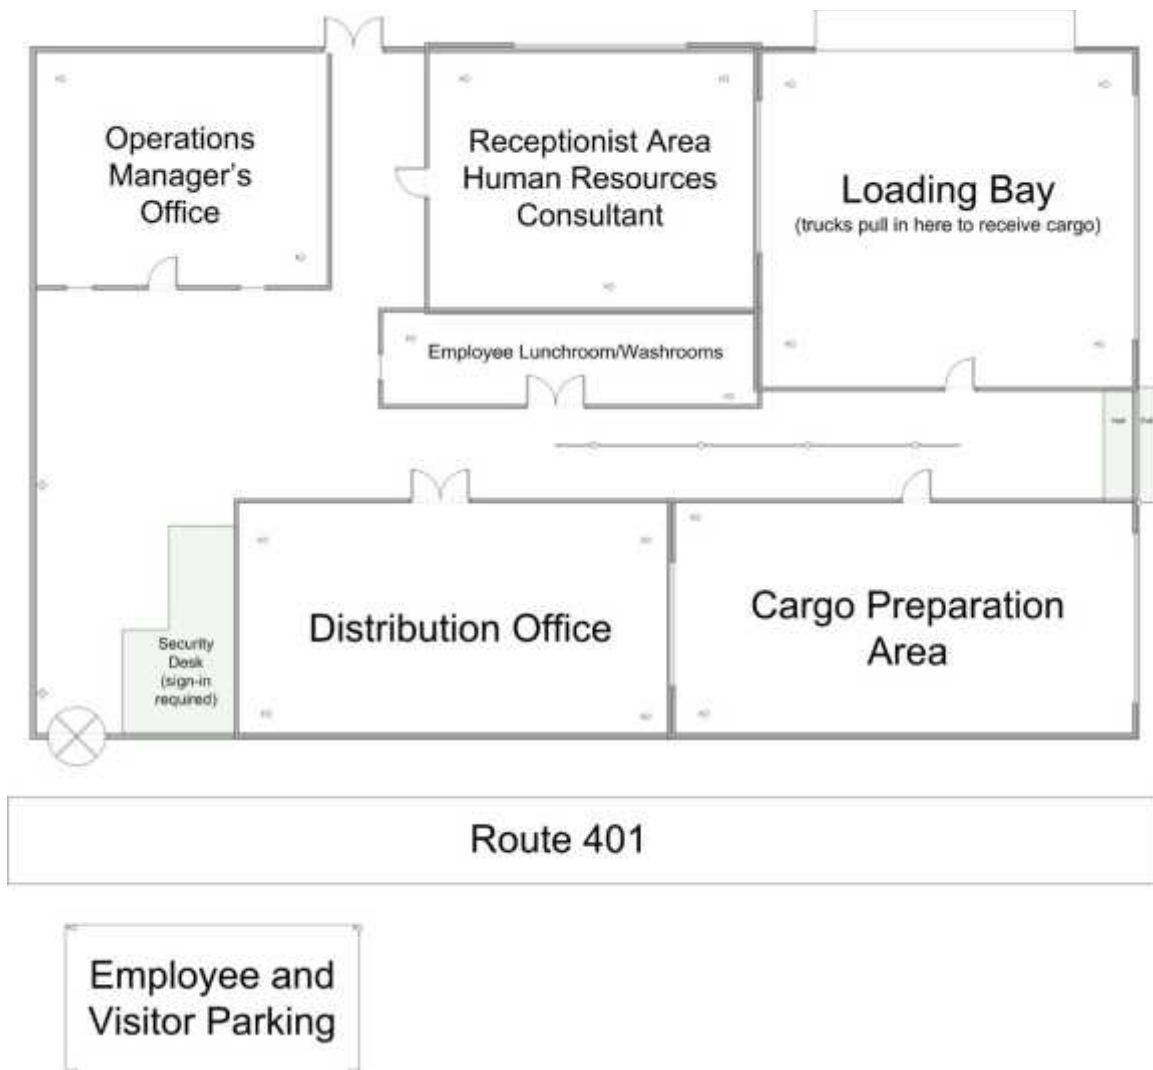 Operations
Manager's
Office
Receptionist Area
Human Resources
Consultant
Loading Bay
(trucks pull in here to receive cargo)
Employee Lunchroom/Washrooms
Distribution Office
Cargo Preparation
Area
Security
Desk
(sign-in
required)
Route 401
Employee and
Visitor Parking